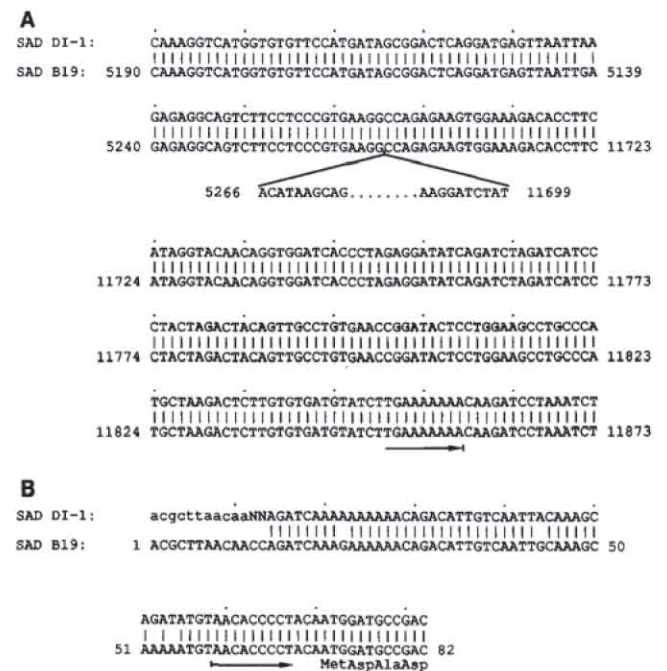 A
SAD DI-1: CAAAGGTCATGGTGTGTTCCATGATAGCGGACTCAGGATGAGTTAATTAA
SAD B19: 5190 CAAAGGTCATGGTGTGTTCCATGATAGCGGACTCAGGATGAGTTAATTGA 5139
GAGAGGCAGTCTTCCTCCCGTGAAGGCCAGAGAAGTGGAAAGACACCTTC
5240 GAGAGGCAGTCTTCCTCCCGTGAAGGCCAGAGAAGTGGAAAGACACCTTC 11723
5266 ACATAAGCAG........AAGGATCTAT 11699
ATAGGTACAACAGGTGGATCACCCTAGAGGATATCAGATCTAGATCATCC
11724 ATAGGTACAACAGGTGGATCACCCTAGAGGATATCAGATCTAGATCATCC 11773
CTACTAGACTACAGTTGCCTGTGAACCGGATACTCCTGGAAGCCTGCCCA
11774 CTACTAGACTACAGTTGCCTGTGAACCGGATACTCCTGGAAGCCTGCCCA 11823
TGCTAAGACTCTTGTGTGATGTATCTTGAAAAAAACAAGATCCTAAATCT
11824 TGCTAAGACTCTTGTGTGATGTATCTTGAAAAAAACAAGATCCTAAATCT 11873
B
SAD DI-1: acgcttaacaaNNAGATCAAAAAAAAAACAGACATTGTCAATTACAAAGC
SAD B19: 1 ACGCTTAACAACCAGATCAAAGAAAAAACAGACATTGTCAATTGCAAAGC 50
AGATATGTAACACCCCTACAATGGATGCCGAC
51 AAAAATGTAACACCCCTACAATGGATGCCGAC 82
MetAspAlaAsp